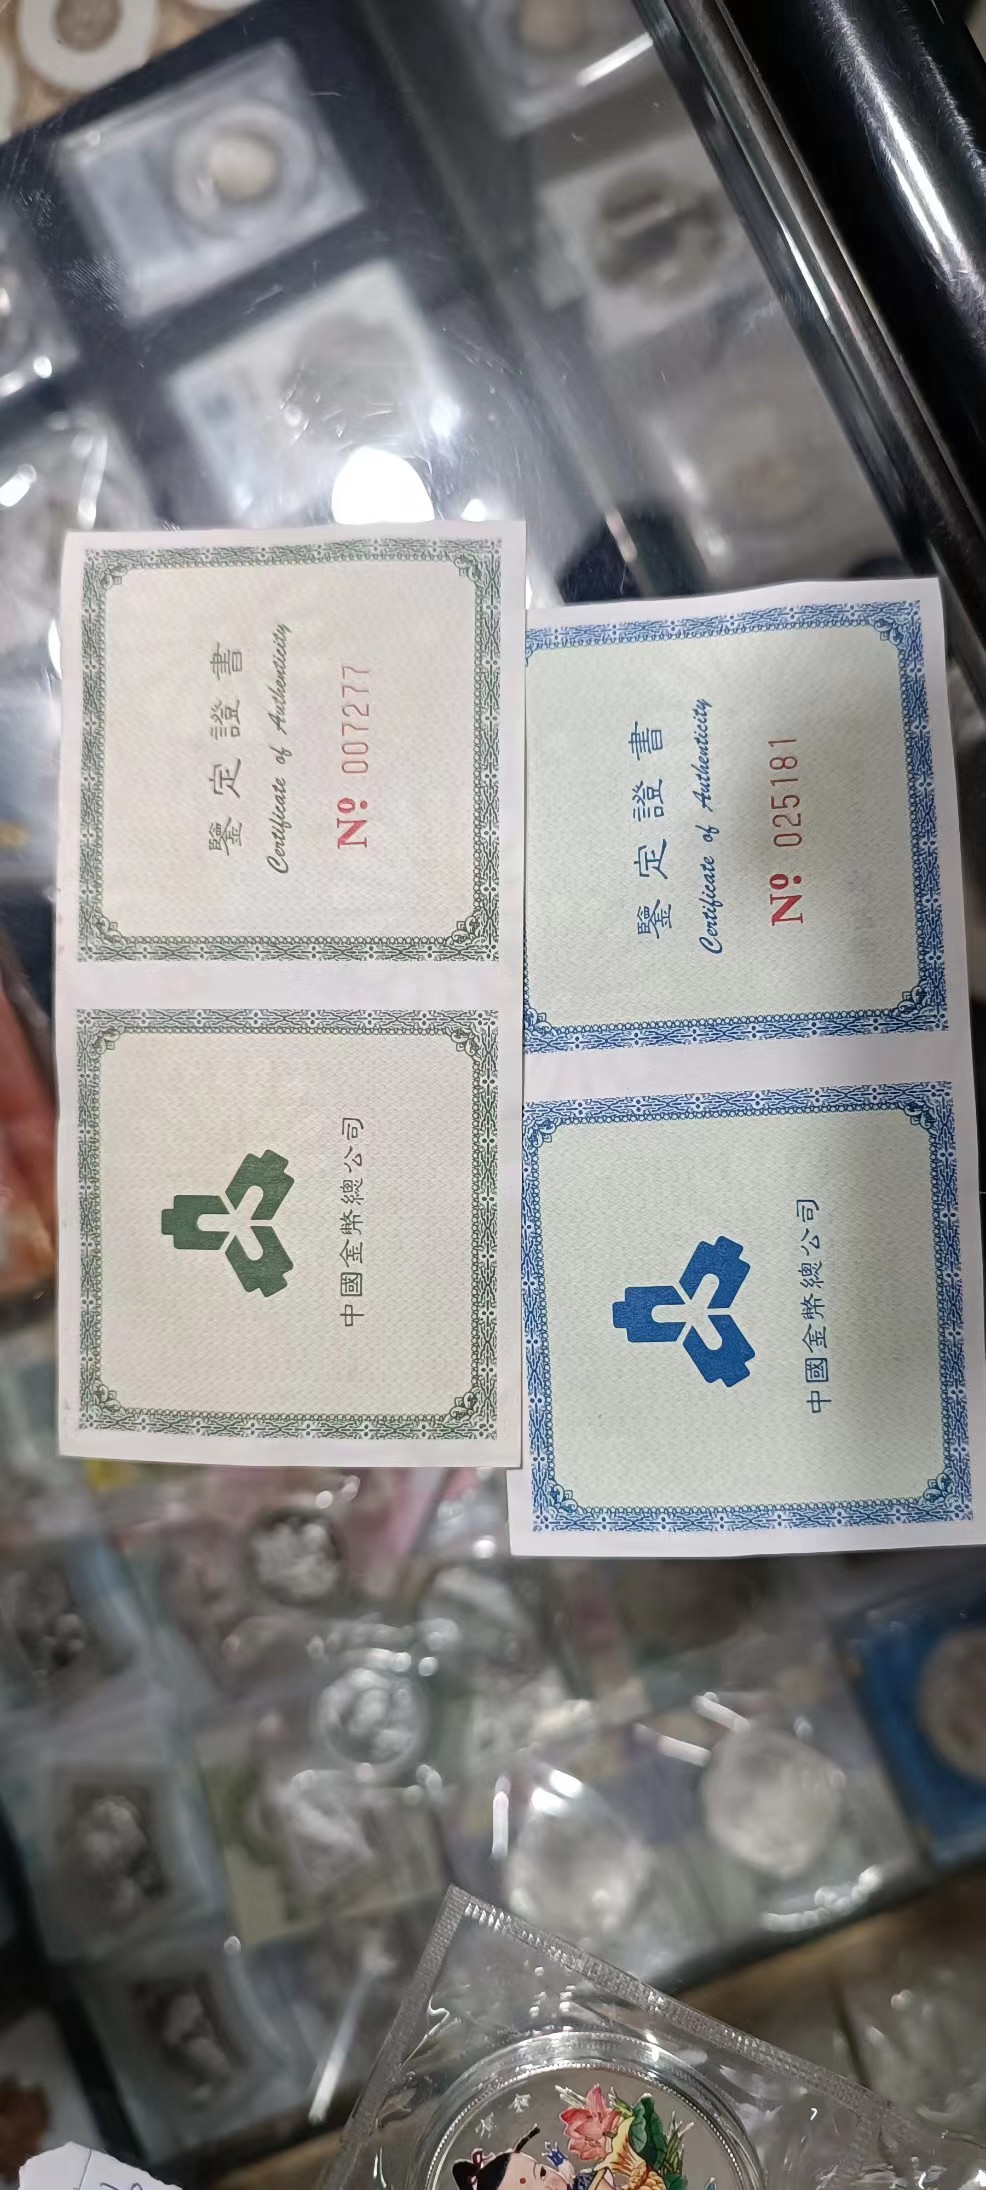 鑒定證書
Certificate of Authenticity
Nº 007277
中國金幣總公司
鑒定證書
Certificate of Authenticity
Nº 025181
中國金幣總公司